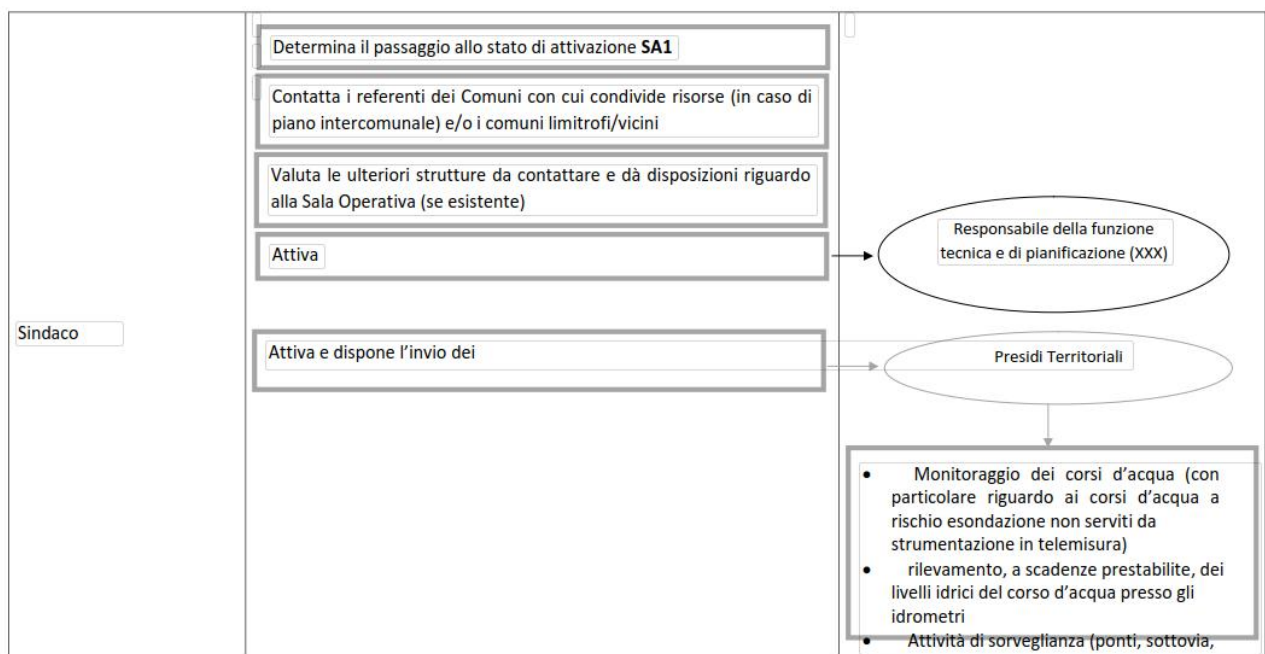 Determina il passaggio allo stato di attivazione SA1
Contatta i referenti dei Comuni con cui condivide risorse (in caso di
piano intercomunale) e/o i comuni limitrofi/vicini
Valuta le ulteriori strutture da contattare e dà disposizioni riguardo
alla Sala Operativa (se esistente)
Attiva
Responsabile della funzione
tecnica e di pianificazione (XXX)
Sindaco
Attiva e dispone l’invio dei
Presidi Territoriali
• Monitoraggio dei corsi d’acqua (con
particolare riguardo ai corsi d’acqua a
rischio esondazione non serviti da
strumentazione in telemisura)
• rilevamento, a scadenze prestabilite, dei
livelli idrici del corso d’acqua presso gli
idrometri
• Attività di sorveglianza (ponti, sottovia,